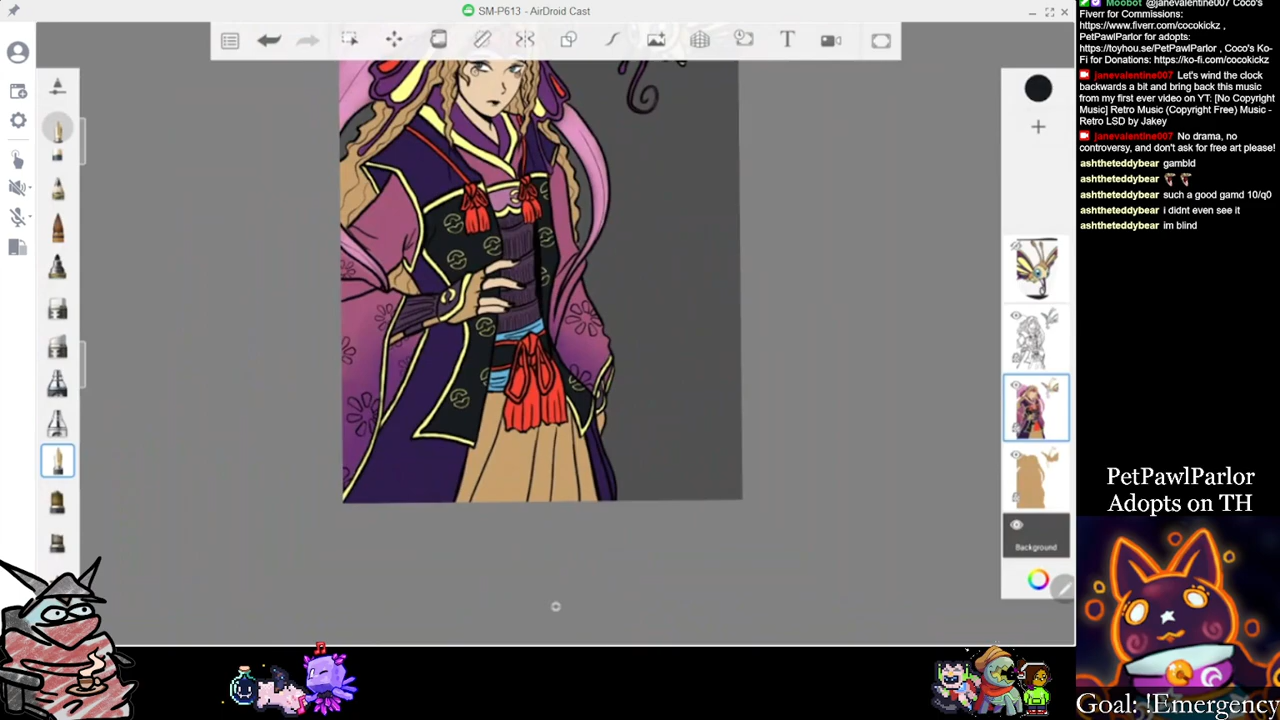 SM-P613 - AirDroid Cast
T
Background
Moobot @janevalentine007 Coco's
Fiverr for Commissions:
https://www.fiverr.com/cocokickz ,
PetPawlParlor for adopts:
https://toyhou.se/PetPawlParlor , Coco's Ko-
Fi for Donations: https://ko-fi.com/cocokickz
janevalentine007 Let's wind the clock
backwards a bit and bring back this music
from my first ever video on YT: [No Copyright
Music] Retro Music (Copyright Free) Music -
Retro LSD by Jakey
janevalentine007 No drama, no
controversy, and don't ask for free art please!
ashtheteddybear gambld
ashtheteddybear
ashtheteddybear such a good gamd 10/q0
ashtheteddybear i didnt even see it
ashtheteddybear im blind
PetPawlParlor
Adopts on TH
Goal: !Emergency